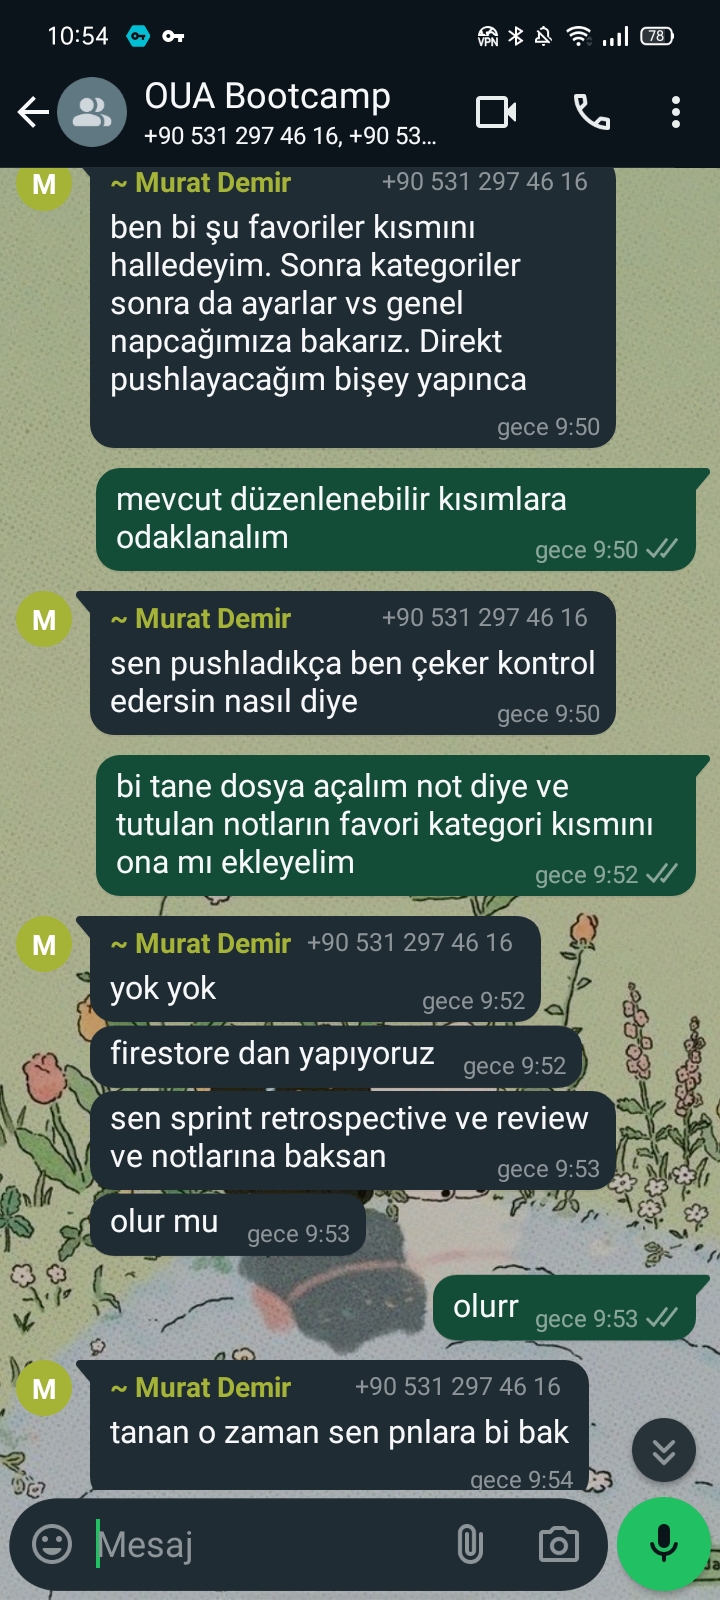 10:54
VPN
78
OUA Bootcamp
+90 531 297 46 16, +90 53...
M
~ Murat Demir +90 531 297 46 16
ben bi şu favoriler kısmını
halledeyim. Sonra kategoriler
sonra da ayarlar vs genel
napcağımıza bakarız. Direkt
pushlayacağım bişey yapınca
gece 9:50
mevcut düzenlenebilir kısımlara
odaklanalım
gece 9:50
M
~ Murat Demir +90 531 297 46 16
sen pushladıkça ben çeker kontrol
edersin nasıl diye
gece 9:50
bi tane dosya açalım not diye ve
tutulan notların favori kategori kısmını
ona mı ekleyelim
gece 9:52
M
~ Murat Demir +90 531 297 46 16
yok yok
gece 9:52
firestore dan yapıyoruz
gece 9:52
sen sprint retrospective ve review
ve notlarına baksan
gece 9:53
olur mu
gece 9:53
olurr
gece 9:53
M
~ Murat Demir +90 531 297 46 16
tanan o zaman sen pnlara bi bak
gece 9:54
Mesaj